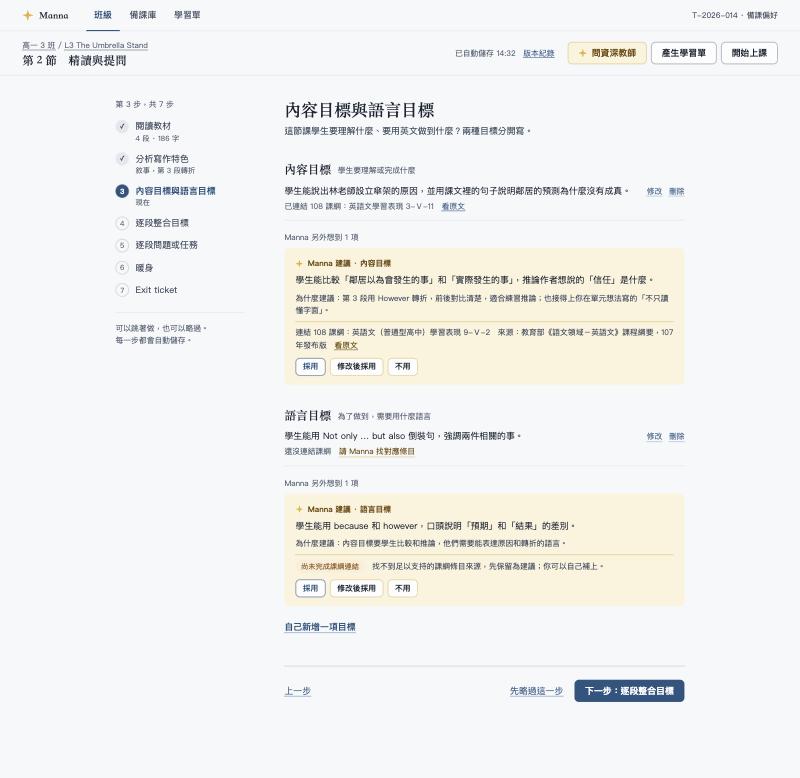 Manna 班級 備課庫 學習單 T-2026-014・備課偏好
高一 3 班 / L3 The Umbrella Stand
第 2 節 精讀與提問
已自動儲存 14:32 版本紀錄 問資深教師 產生學習單 開始上課
第 3 步，共 7 步
✓ 閱讀教材
4 段・186 字
✓ 分析寫作特色
敘事・第 3 段轉折
3 內容目標與語言目標
現在
4 逐段整合目標
5 逐段問題或任務
6 暖身
7 Exit ticket
可以跳著做，也可以略過。
每一步都會自動儲存。
內容目標與語言目標
這節課學生要理解什麼、要用英文做到什麼？兩種目標分開寫。
內容目標 學生要理解或完成什麼
學生能說出林老師設立傘架的原因，並用課文裡的句子說明鄰居的預測為什麼沒有成真。 修改 刪除
已連結 108 課綱：英語文學習表現 3-Ⅴ-11 看原文
Manna 另外想到 1 項
Manna 建議・內容目標
學生能比較「鄰居以為會發生的事」和「實際發生的事」，推論作者想說的「信任」是什麼。
為什麼建議：第 3 段用 However 轉折，前後對比清楚，適合練習推論；也接得上你在單元想法寫的「不只讀
懂字面」。
連結 108 課綱：英語文（普通型高中）學習表現 9-Ⅴ-2 來源：教育部《語文領域－英語文》課程綱要，107
年發布版 看原文
採用 修改後採用 不用
語言目標 為了做到，需要用什麼語言
學生能用 Not only … but also 倒裝句，強調兩件相關的事。 修改 刪除
還沒連結課綱 請 Manna 找對應條目
Manna 另外想到 1 項
Manna 建議・語言目標
學生能用 because 和 however，口頭說明「預期」和「結果」的差別。
為什麼建議：內容目標要學生比較和推論，他們需要能表達原因和轉折的語言。
尚未完成課綱連結 找不到足以支持的課綱條目來源，先保留為建議；你可以自己補上。
採用 修改後採用 不用
自己新增一項目標
上一步 先略過這一步 下一步：逐段整合目標